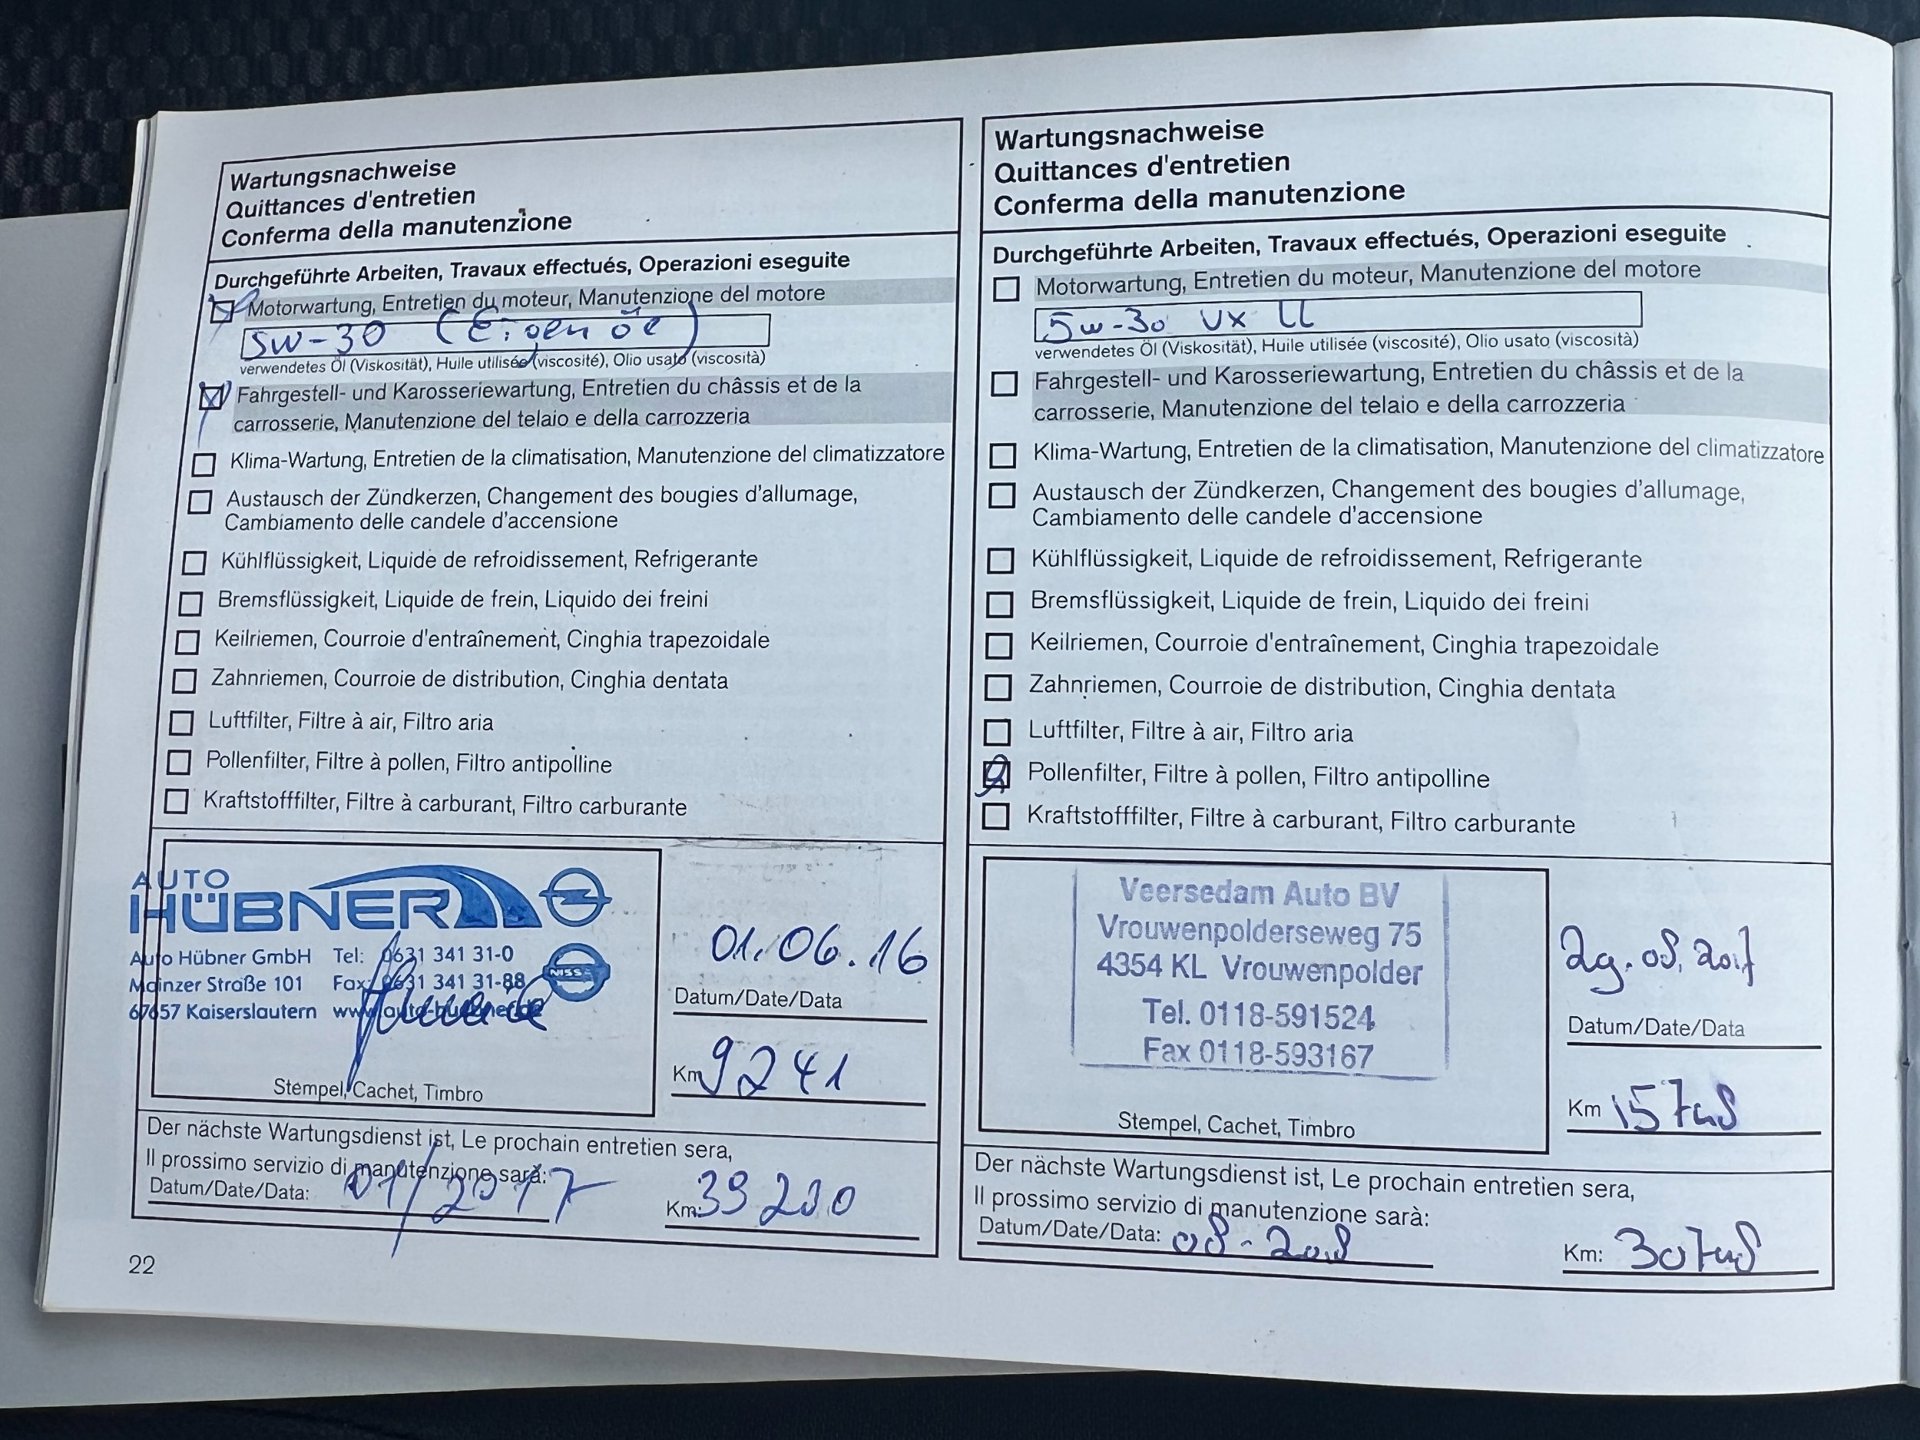 Wartungsnachweise
Quittances d'entretien
Conferma della manutenzione
Durchgeführte Arbeiten, Travaux effectués, Operazioni eseguite
Motorwartung, Entretien du moteur, Manutenzione del motore
5W-30 (Eigenöl)
verwendetes Öl (Viskosität), Huile utilisée (viscosité), Olio usato (viscosità)
Fahrgestell- und Karosseriewartung, Entretien du châssis et de la
carrosserie, Manutenzione del telaio e della carrozzeria
Klima-Wartung, Entretien de la climatisation, Manutenzione del climatizzatore
Austausch der Zündkerzen, Changement des bougies d'allumage,
Cambiamento delle candele d'accensione
Kühlflüssigkeit, Liquide de refroidissement, Refrigerante
Bremsflüssigkeit, Liquide de frein, Liquido dei freini
Keilriemen, Courroie d'entraînement, Cinghia trapezoidale
Zahnriemen, Courroie de distribution, Cinghia dentata
Luftfilter, Filtre à air, Filtro aria
Pollenfilter, Filtre à pollen, Filtro antipolline
Kraftstofffilter, Filtre à carburant, Filtro carburante
AUTO
HÜBNER
Auto Hübner GmbH Tel: 0631 341 31-0
Mainzer Straße 101 Fax: 0631 341 31-88
67657 Kaiserslautern www.auto-huebner.de
NISS
Stempel, Cachet, Timbro
01.06.16
Datum/Date/Data
Km 9241
Der nächste Wartungsdienst ist, Le prochain entretien sera,
Il prossimo servizio di manutenzione sarà:
Datum/Date/Data: 01/2017 Km: 39230
22
Wartungsnachweise
Quittances d'entretien
Conferma della manutenzione
Durchgeführte Arbeiten, Travaux effectués, Operazioni eseguite
Motorwartung, Entretien du moteur, Manutenzione del motore
5w-30 VX LL
verwendetes Öl (Viskosität), Huile utilisée (viscosité), Olio usato (viscosità)
Fahrgestell- und Karosseriewartung, Entretien du châssis et de la
carrosserie, Manutenzione del telaio e della carrozzeria
Klima-Wartung, Entretien de la climatisation, Manutenzione del climatizzatore
Austausch der Zündkerzen, Changement des bougies d'allumage,
Cambiamento delle candele d'accensione
Kühlflüssigkeit, Liquide de refroidissement, Refrigerante
Bremsflüssigkeit, Liquide de frein, Liquido dei freini
Keilriemen, Courroie d'entraînement, Cinghia trapezoidale
Zahnriemen, Courroie de distribution, Cinghia dentata
Luftfilter, Filtre à air, Filtro aria
Pollenfilter, Filtre à pollen, Filtro antipolline
Kraftstofffilter, Filtre à carburant, Filtro carburante
Veersedam Auto BV
Vrouwenpolderseweg 75
4354 KL Vrouwenpolder
Tel. 0118-591524
Fax 0118-593167
Stempel, Cachet, Timbro
29.08.2017
Datum/Date/Data
Km 15748
Der nächste Wartungsdienst ist, Le prochain entretien sera,
Il prossimo servizio di manutenzione sarà:
Datum/Date/Data: 08-2018 Km: 30748